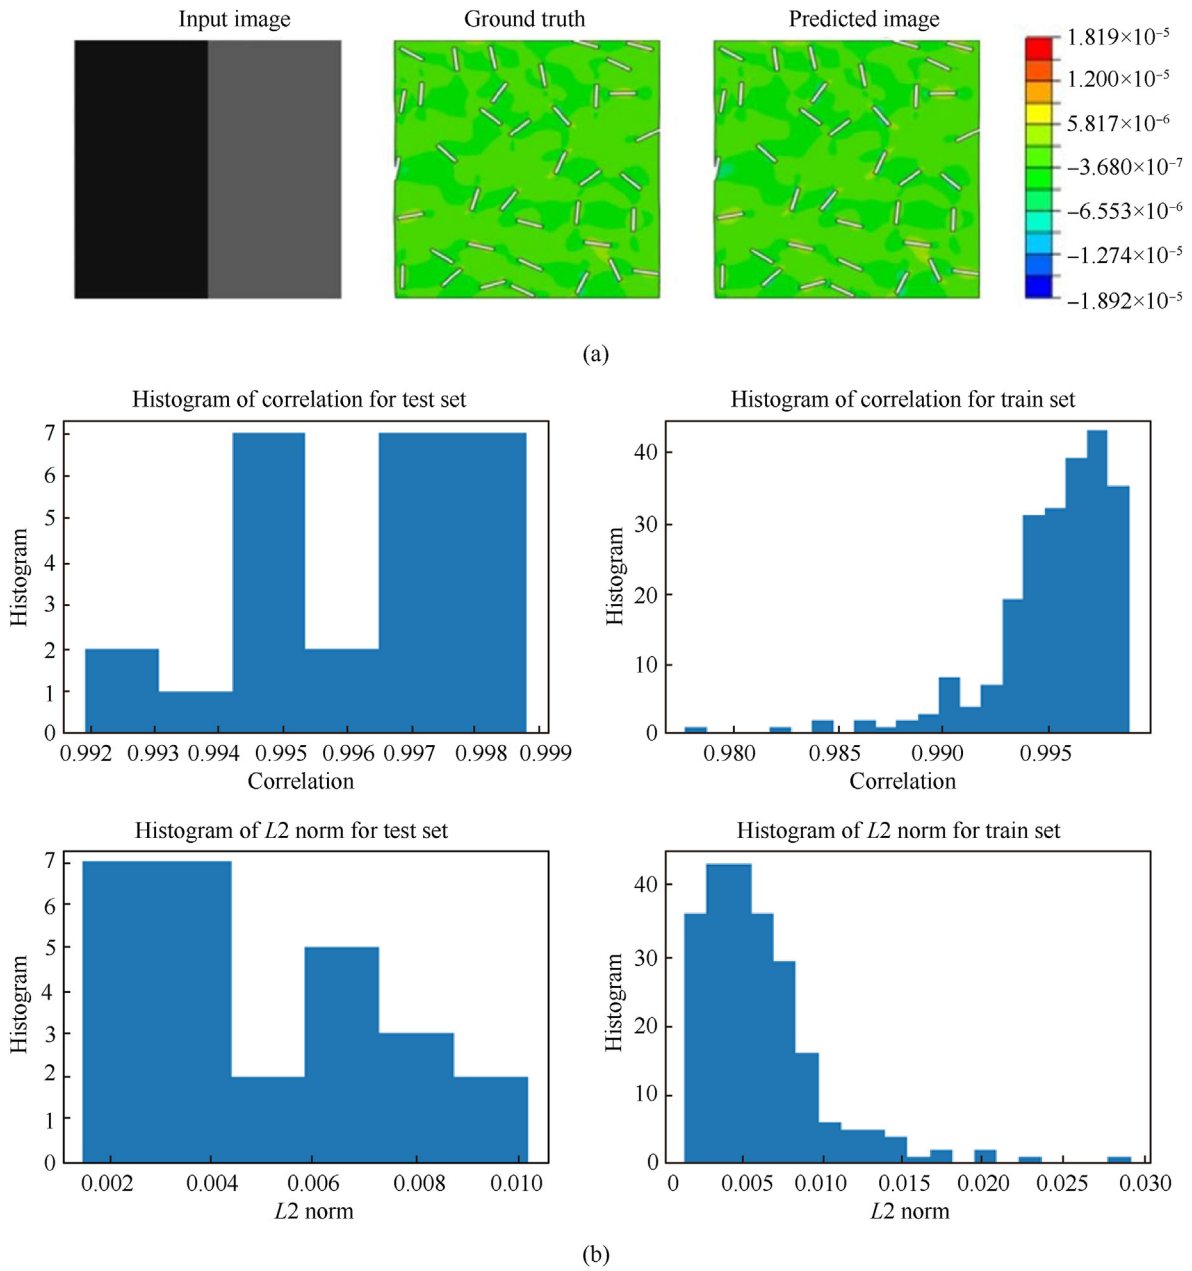 Input image Ground truth Predicted image
1.819×10⁻⁵
1.200×10⁻⁵
5.817×10⁻⁶
−3.680×10⁻⁷
−6.553×10⁻⁶
−1.274×10⁻⁵
−1.892×10⁻⁵
(a)
Histogram of correlation for test set
7
6
5
4
3
2
1
0
Histogram
0.992 0.993 0.994 0.995 0.996 0.997 0.998 0.999
Correlation
Histogram of correlation for train set
40
30
20
10
0
Histogram
0.980 0.985 0.990 0.995
Correlation
Histogram of L2 norm for test set
7
6
5
4
3
2
1
0
Histogram
0.002 0.004 0.006 0.008 0.010
L2 norm
Histogram of L2 norm for train set
40
30
20
10
0
Histogram
0 0.005 0.010 0.015 0.020 0.025 0.030
L2 norm
(b)